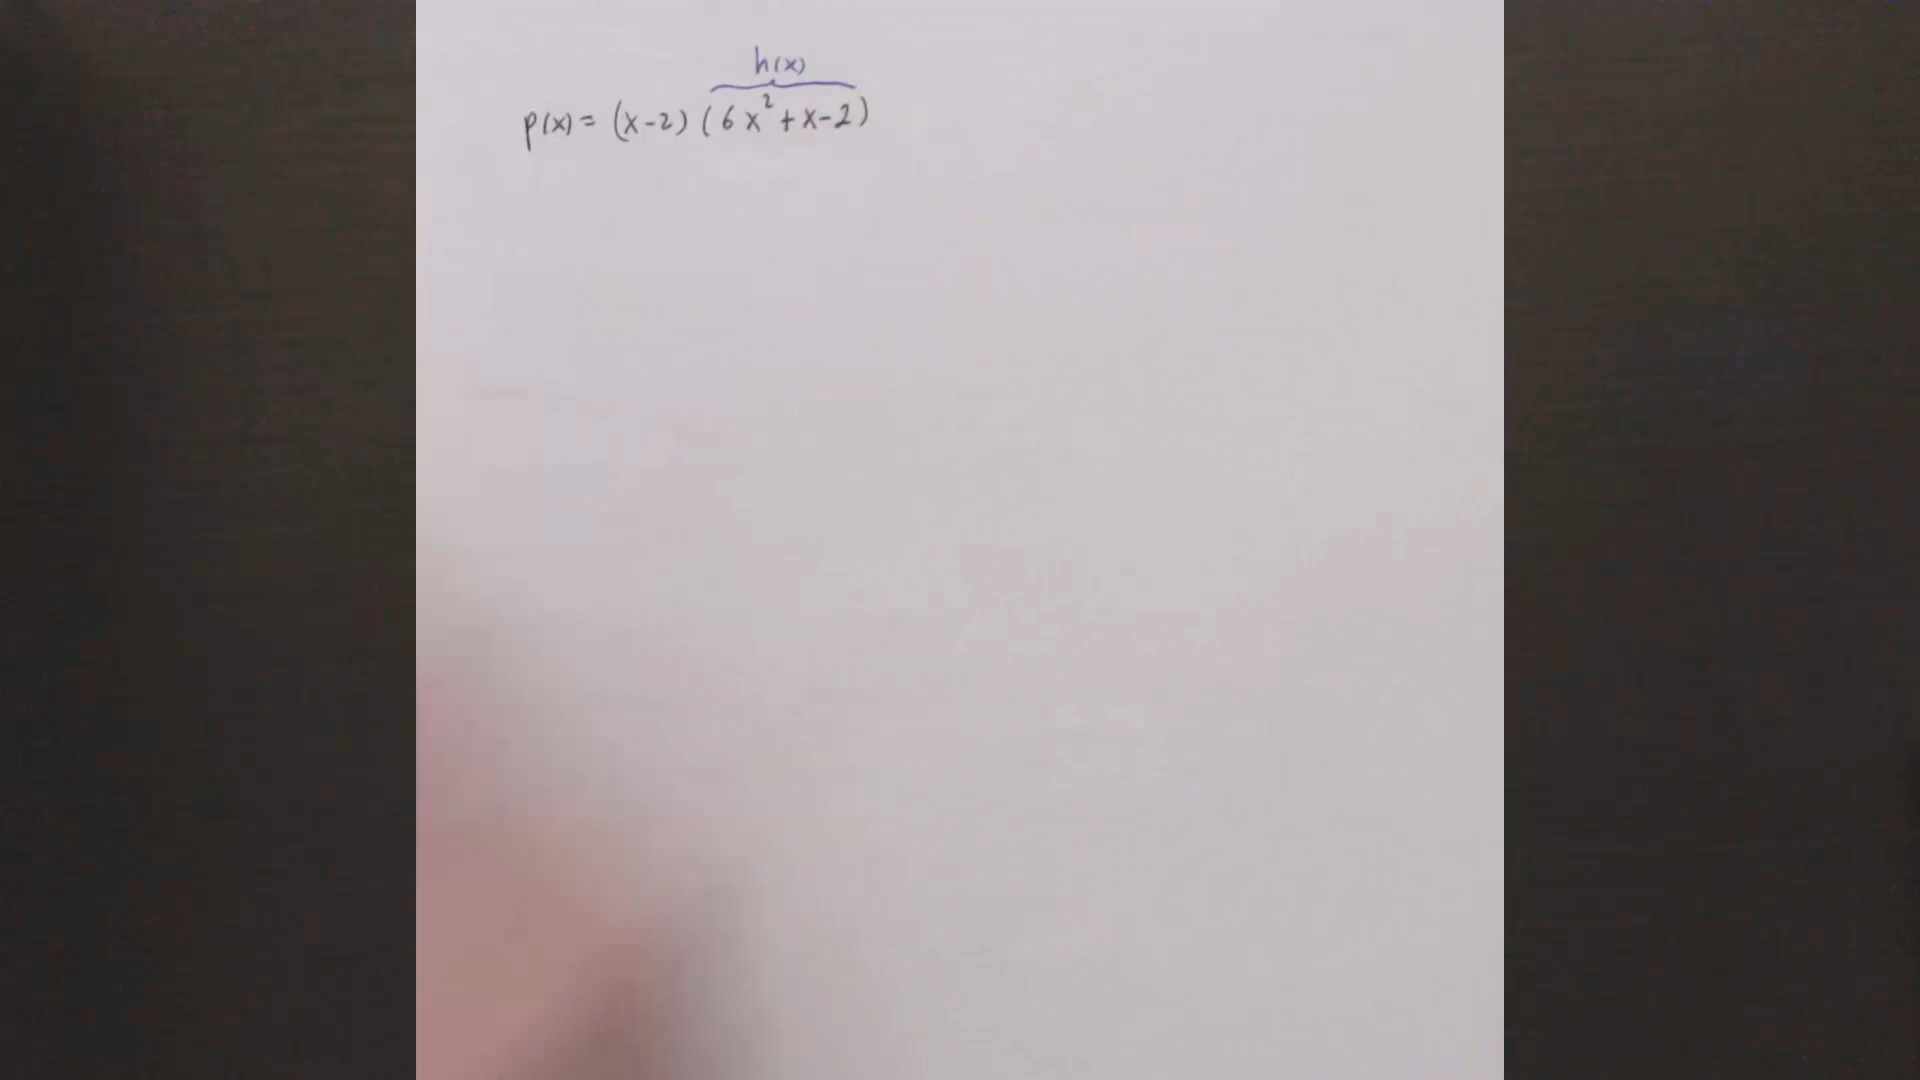 h(x)
p(x) = (x-2) (6x²+x-2)